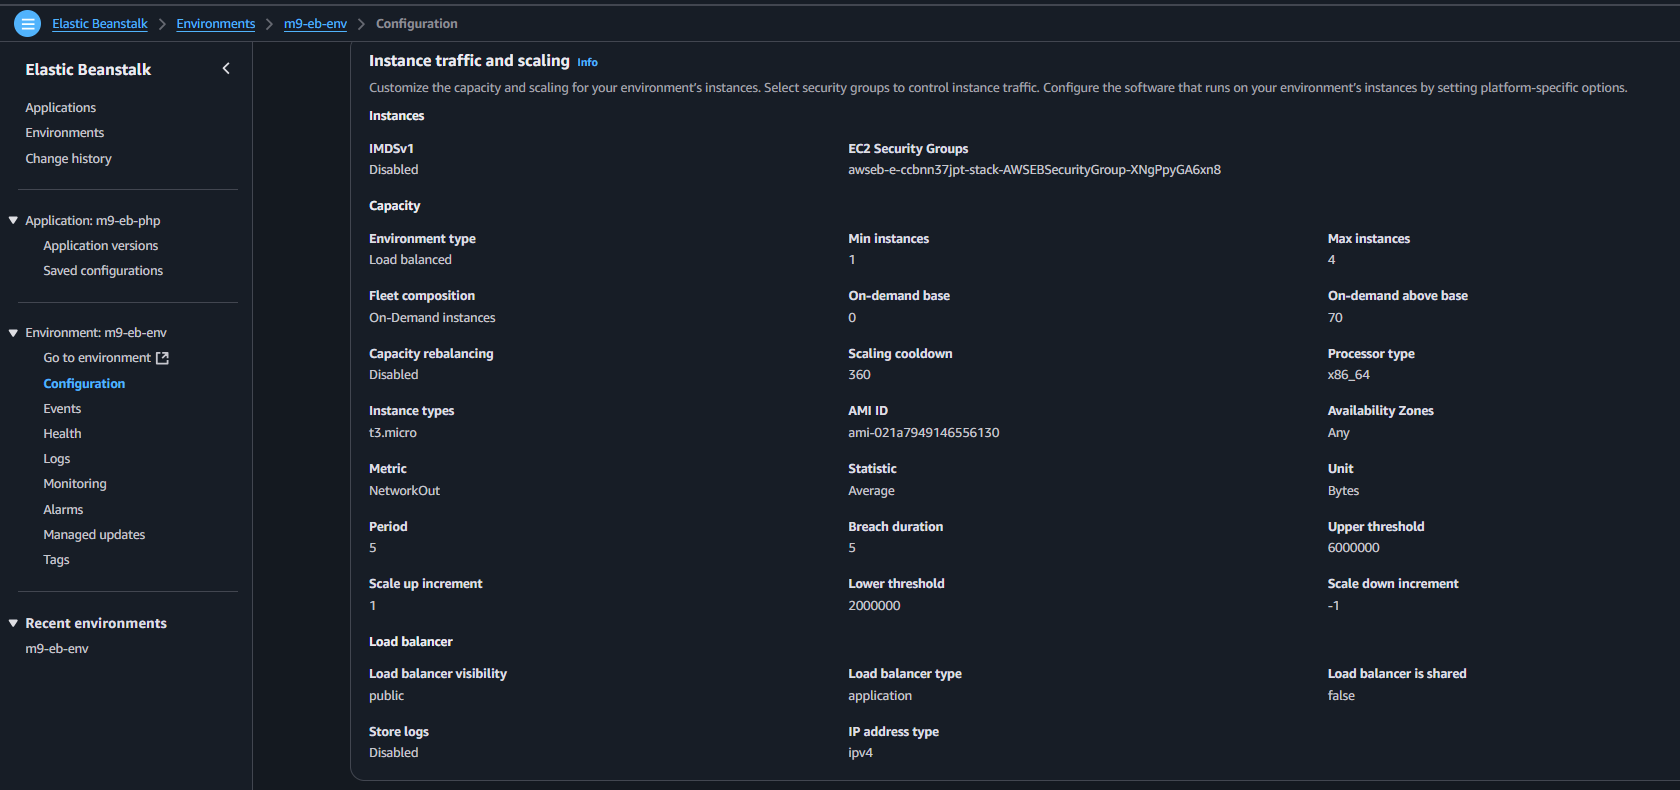 Elastic Beanstalk
Environments
m9-eb-env
Configuration
Elastic Beanstalk
Applications
Environments
Change history
Application: m9-eb-php
Application versions
Saved configurations
Environment: m9-eb-env
Go to environment
Configuration
Events
Health
Logs
Monitoring
Alarms
Managed updates
Tags
Recent environments
m9-eb-env
Instance traffic and scaling Info
Customize the capacity and scaling for your environment's instances. Select security groups to control instance traffic. Configure the software that runs on your environment's instances by setting platform-specific options.
Instances
IMDSv1
Disabled
EC2 Security Groups
awseb-e-ccbnn37jpt-stack-AWSEBSecurityGroup-XNgPpyGA6xn8
Capacity
Environment type
Load balanced
Min instances
1
Max instances
4
Fleet composition
On-Demand instances
On-demand base
0
On-demand above base
70
Capacity rebalancing
Disabled
Scaling cooldown
360
Processor type
x86_64
Instance types
t3.micro
AMI ID
ami-021a7949146556130
Availability Zones
Any
Metric
NetworkOut
Statistic
Average
Unit
Bytes
Period
5
Breach duration
5
Upper threshold
6000000
Scale up increment
1
Lower threshold
2000000
Scale down increment
-1
Load balancer
Load balancer visibility
public
Load balancer type
application
Load balancer is shared
false
Store logs
Disabled
IP address type
ipv4